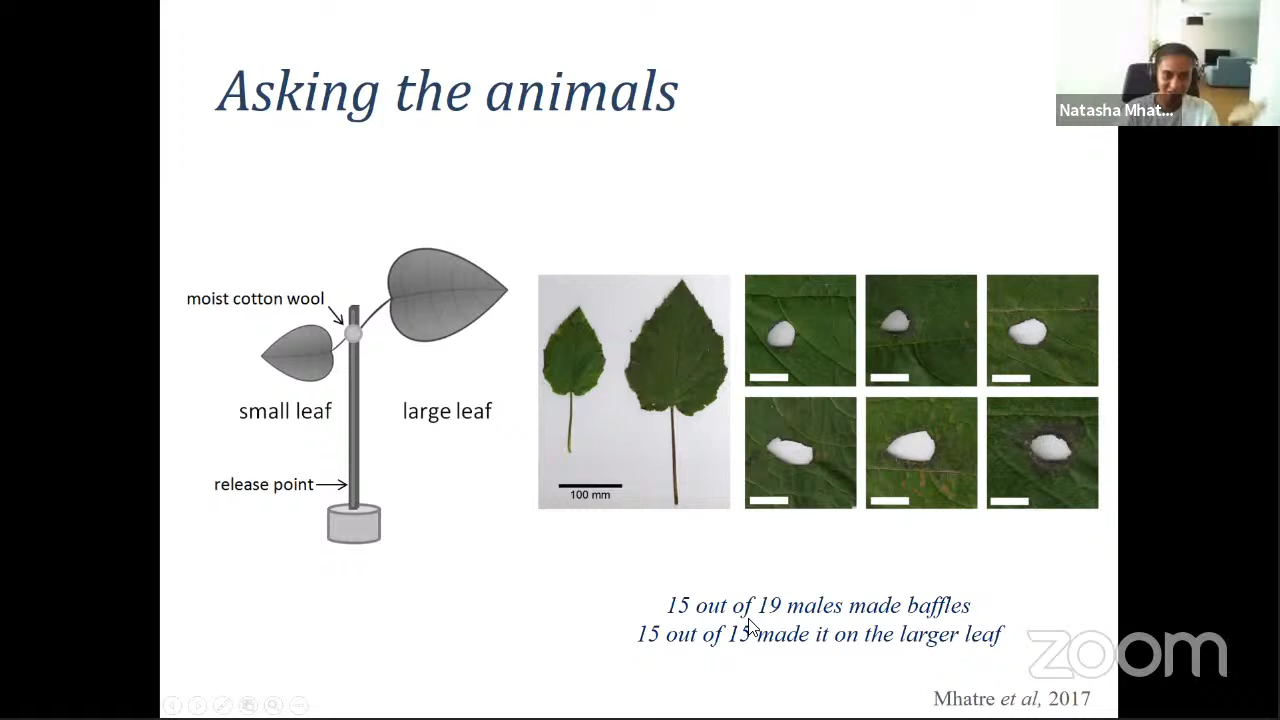 Asking the animals
Natasha Mhat...
moist cotton wool
small leaf
large leaf
release point
100 mm
15 out of 19 males made baffles
15 out of 15 made it on the larger leaf
zoom
Mhatre et al, 2017